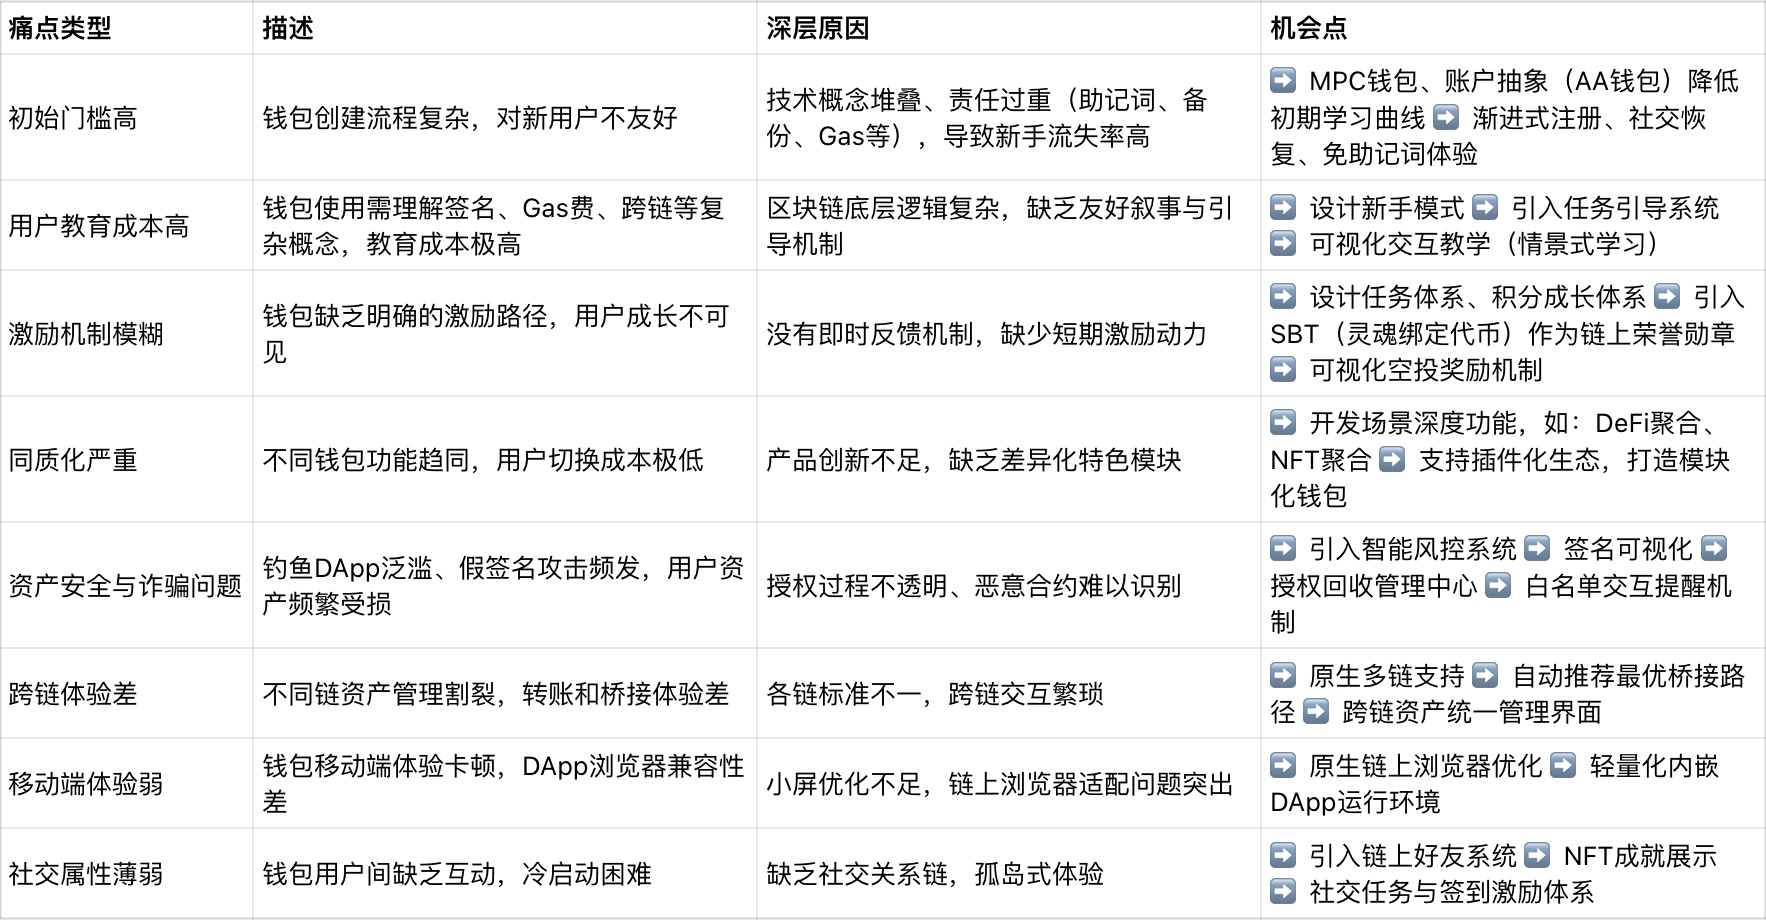 痛点类型
描述
深层原因
机会点
初始门槛高
钱包创建流程复杂，对新用户不友好
技术概念堆叠、责任过重（助记词、备
份、Gas等），导致新手流失率高
➡️ MPC钱包、账户抽象（AA钱包）降低
初期学习曲线 ➡️ 渐进式注册、社交恢
复、免助记词体验
用户教育成本高
钱包使用需理解签名、Gas费、跨链等复
杂概念，教育成本极高
区块链底层逻辑复杂，缺乏友好叙事与引
导机制
➡️ 设计新手模式 ➡️ 引入任务引导系统
➡️ 可视化交互教学（情景式学习）
激励机制模糊
钱包缺乏明确的激励路径，用户成长不可
见
没有即时反馈机制，缺少短期激励动力
➡️ 设计任务体系、积分成长体系 ➡️ 引入
SBT（灵魂绑定代币）作为链上荣誉勋章
➡️ 可视化空投奖励机制
同质化严重
不同钱包功能趋同，用户切换成本极低
产品创新不足，缺乏差异化特色模块
➡️ 开发场景深度功能，如：DeFi聚合、
NFT聚合 ➡️ 支持插件化生态，打造模块
化钱包
资产安全与诈骗问题
钓鱼DApp泛滥、假签名攻击频发，用户资
产频繁受损
授权过程不透明、恶意合约难以识别
➡️ 引入智能风控系统 ➡️ 签名可视化 ➡️
授权回收管理中心 ➡️ 白名单交互提醒机
制
跨链体验差
不同链资产管理割裂，转账和桥接体验差
各链标准不一，跨链交互繁琐
➡️ 原生多链支持 ➡️ 自动推荐最优桥接路
径 ➡️ 跨链资产统一管理界面
移动端体验弱
钱包移动端体验卡顿，DApp浏览器兼容性
差
小屏优化不足，链上浏览器适配问题突出
➡️ 原生链上浏览器优化 ➡️ 轻量化内嵌
DApp运行环境
社交属性薄弱
钱包用户间缺乏互动，冷启动困难
缺乏社交关系链，孤岛式体验
➡️ 引入链上好友系统 ➡️ NFT成就展示
➡️ 社交任务与签到激励体系